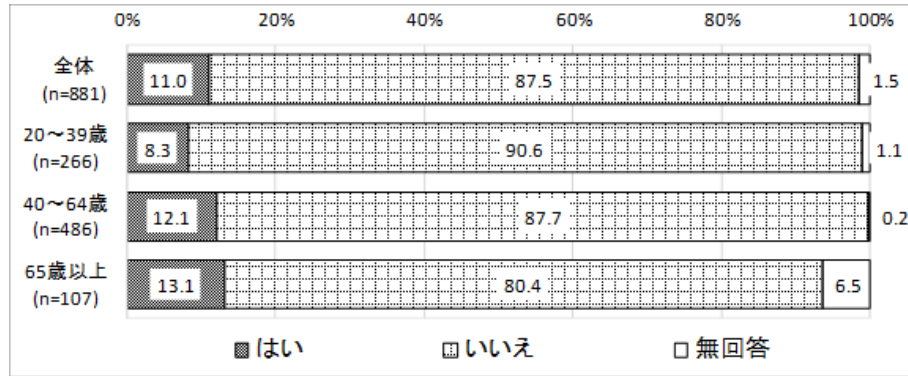 0% 20% 40% 60% 80% 100%
全体
(n=881)
11.0 87.5 1.5
20～39歳
(n=266)
8.3 90.6 1.1
40～64歳
(n=486)
12.1 87.7 0.2
65歳以上
(n=107)
13.1 80.4 6.5
はい いいえ 無回答